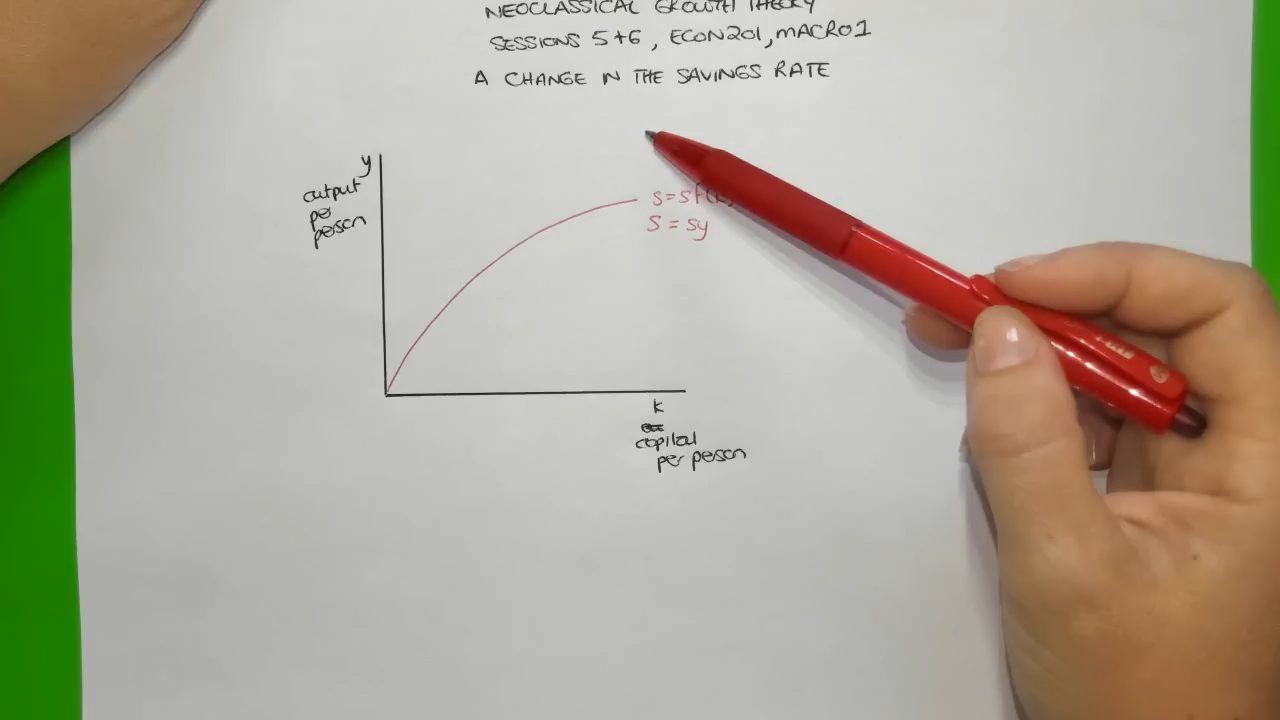 NEOCLASSICAL GROWTH THEORY
SESSIONS 5+6, ECON201, MACRO1
A CHANGE IN THE SAVINGS RATE
y
output
per
person
s=sf(
S = sy
k
capital
per person